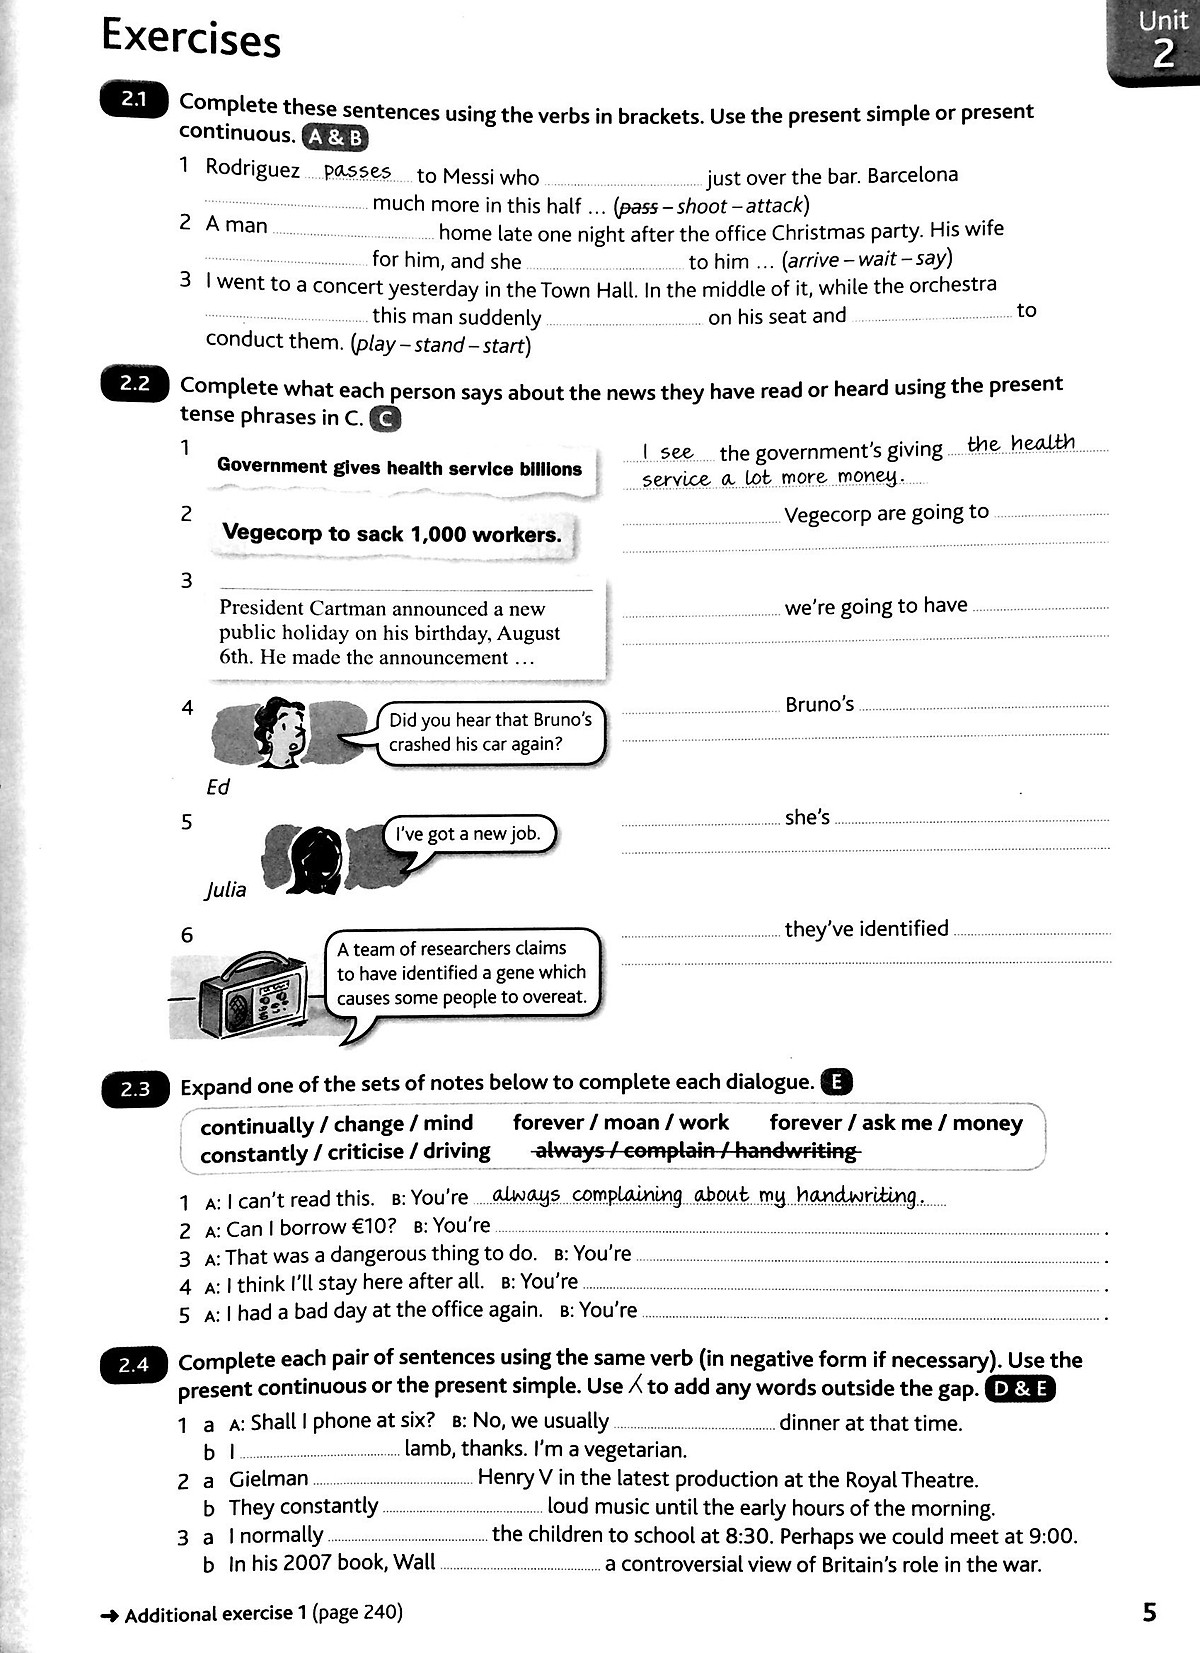 Exercises
Unit
2
2.1 Complete these sentences using the verbs in brackets. Use the present simple or present
continuous. A & B
1 Rodriguez passes to Messi who ........ just over the bar. Barcelona
........ much more in this half ... (pass – shoot – attack)
2 A man ........ home late one night after the office Christmas party. His wife
........ for him, and she ........ to him ... (arrive – wait – say)
3 I went to a concert yesterday in the Town Hall. In the middle of it, while the orchestra
........ this man suddenly ........ on his seat and ........ to
conduct them. (play – stand – start)
2.2 Complete what each person says about the news they have read or heard using the present
tense phrases in C. C
1 Government gives health service billions
I see the government's giving the health
service a lot more money.
2 Vegecorp to sack 1,000 workers.
........ Vegecorp are going to ........
3 President Cartman announced a new
public holiday on his birthday, August
6th. He made the announcement ...
........ we're going to have ........
4 Did you hear that Bruno's
crashed his car again?
Ed
........ Bruno's ........
5 I've got a new job.
Julia
........ she's ........
6 A team of researchers claims
to have identified a gene which
causes some people to overeat.
........ they've identified ........
2.3 Expand one of the sets of notes below to complete each dialogue. E
continually / change / mind forever / moan / work forever / ask me / money
constantly / criticise / driving always / complain / handwriting
1 A: I can't read this. B: You're always complaining about my handwriting.
2 A: Can I borrow €10? B: You're ........ .
3 A: That was a dangerous thing to do. B: You're ........ .
4 A: I think I'll stay here after all. B: You're ........ .
5 A: I had a bad day at the office again. B: You're ........ .
2.4 Complete each pair of sentences using the same verb (in negative form if necessary). Use the
present continuous or the present simple. Use ⁁ to add any words outside the gap. D & E
1 a A: Shall I phone at six? B: No, we usually ........ dinner at that time.
b I ........ lamb, thanks. I'm a vegetarian.
2 a Gielman ........ Henry V in the latest production at the Royal Theatre.
b They constantly ........ loud music until the early hours of the morning.
3 a I normally ........ the children to school at 8:30. Perhaps we could meet at 9:00.
b In his 2007 book, Wall ........ a controversial view of Britain's role in the war.
➜ Additional exercise 1 (page 240)
5